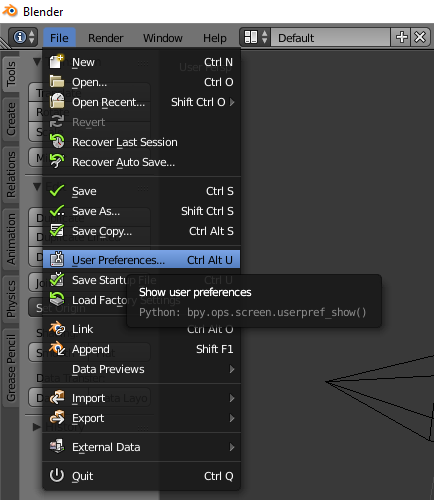 Blender
File Render Window Help Default
New Ctrl N
Open... Ctrl O
Open Recent... Shift Ctrl O
Revert
Recover Last Session
Recover Auto Save...
Save Ctrl S
Save As... Shift Ctrl S
Save Copy... Ctrl Alt S
User Preferences... Ctrl Alt U
Save Startup File Ctrl U
Show user preferences
Python: bpy.ops.screen.userpref_show()
Load Factory Settings
Link Ctrl Alt O
Append Shift F1
Data Previews
Import
Export
External Data
Quit Ctrl Q
Tools
Create
Relations
Animation
Physics
Grease Pencil
Set Origin